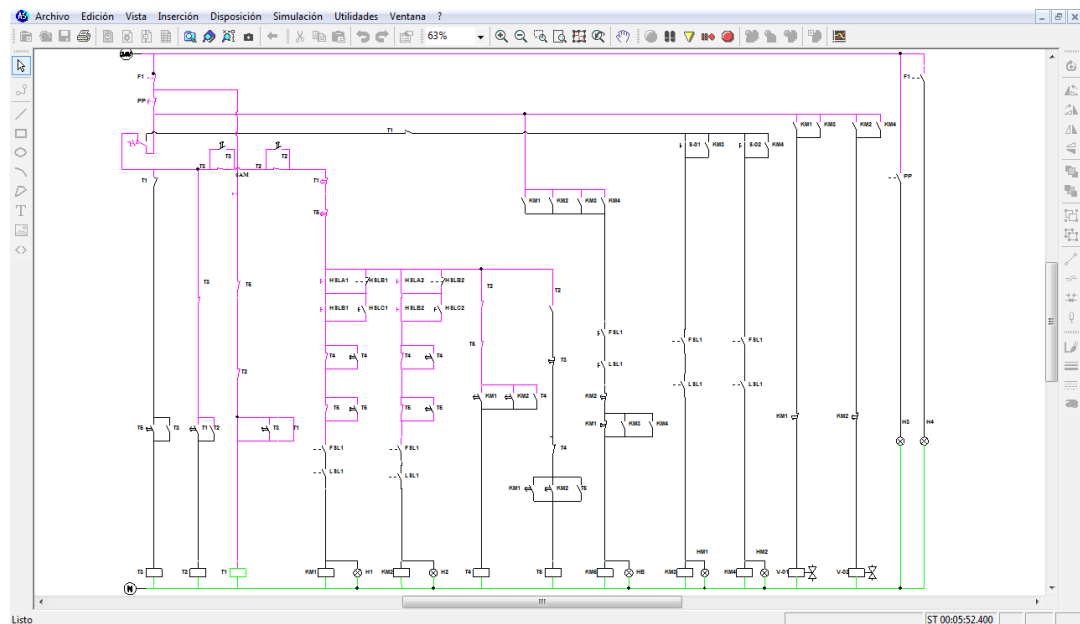 Archivo Edición Vista Inserción Disposición Simulación Utilidades Ventana ?
63%
F1 F1
PP
T1 KM1 KM3 KM2 KM4
S-01 KM3 S-02 KM4
T3 T2
T3 T2
T1 T1 PP
KM1 KM2 KM3 KM4
T5
HSLA1 HSLB1 HSLA2 HSLB2
T3 T5 T2 T2
HSLB1 HSLC1 HSLB2 HSLC2
FSL1 FSL1 FSL1
T5
T4 T4 T4 T4 T3
T2 LSL1 LSL1 LSL1
KM1 KM2 T4 KM2
T5 T5 T5 T5 KM1 KM2
T5 T3 T1 T2 T3 T1 KM1 KM3 KM4 H3 H4
FSL1 FSL1 T4
LSL1 LSL1
KM1 KM2 T5
HM1 HM2
T3 T2 T1 KM1 H1 KM2 H2 T4 T5 KM5 HB KM3 KM4 V-01 V-02
N
Listo ST 00:05:52.400